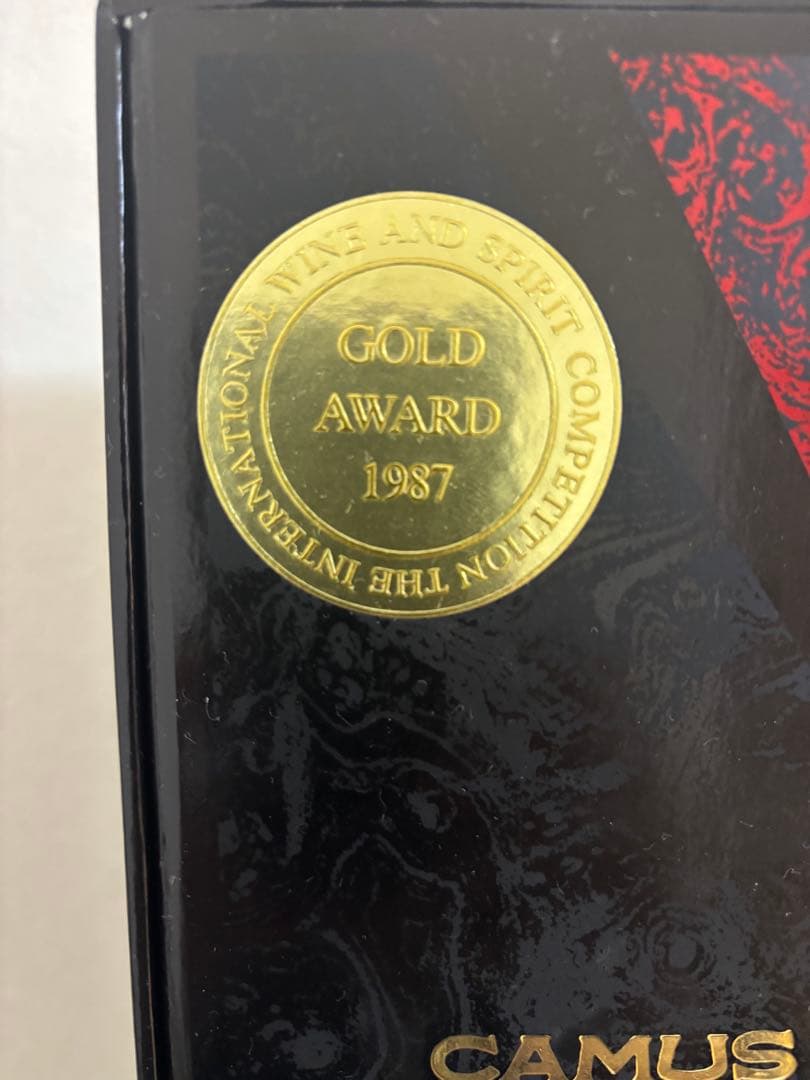 THE INTERNATIONAL WINE AND SPIRIT COMPETITION
GOLD
AWARD
1987
CAMUS